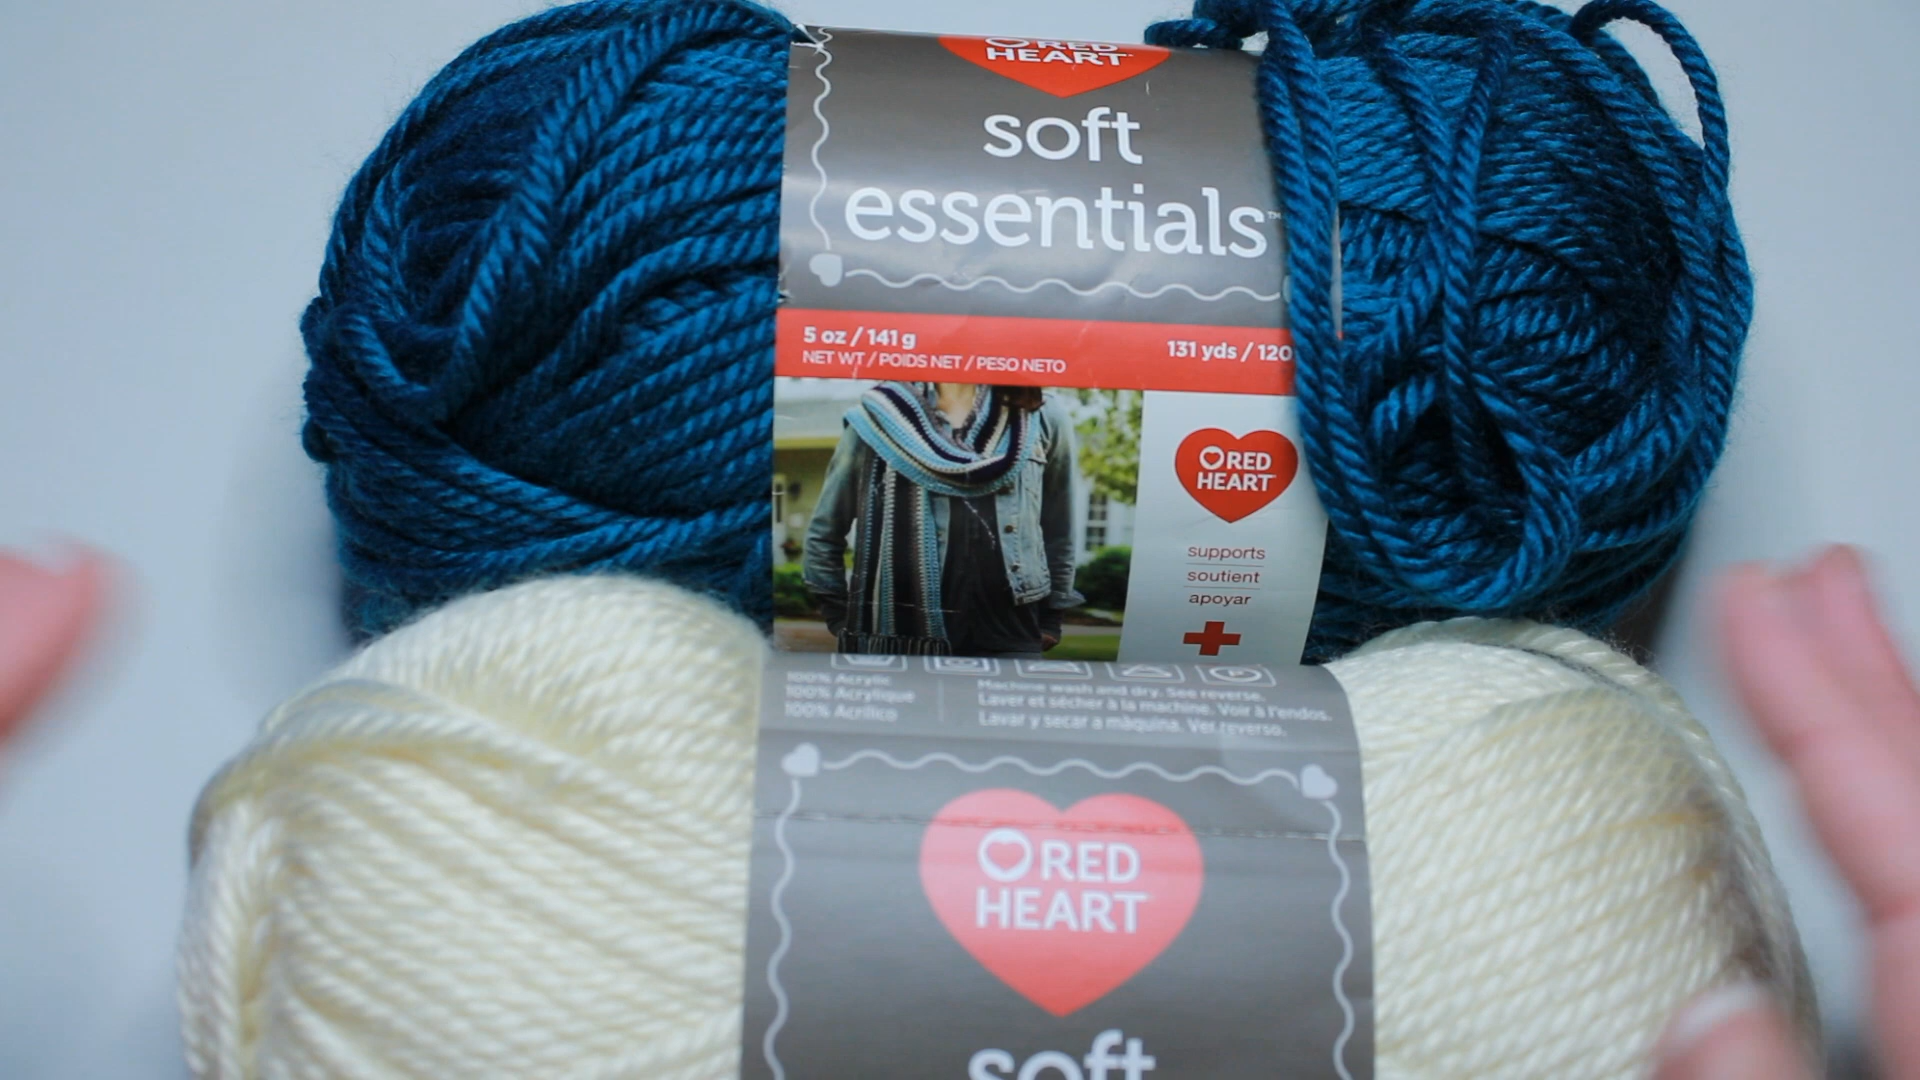 RED
HEART
soft
essentials™
5 oz / 141 g
NET WT / POIDS NET / PESO NETO
131 yds / 120
RED
HEART
supports
soutient
apoyar
100% Acrylic
100% Acrylique
100% Acrílico
Machine wash and dry. See reverse.
Laver et sécher à la machine. Voir à l'endos.
Lavar y secar a máquina. Ver reverso.
RED
HEART
soft